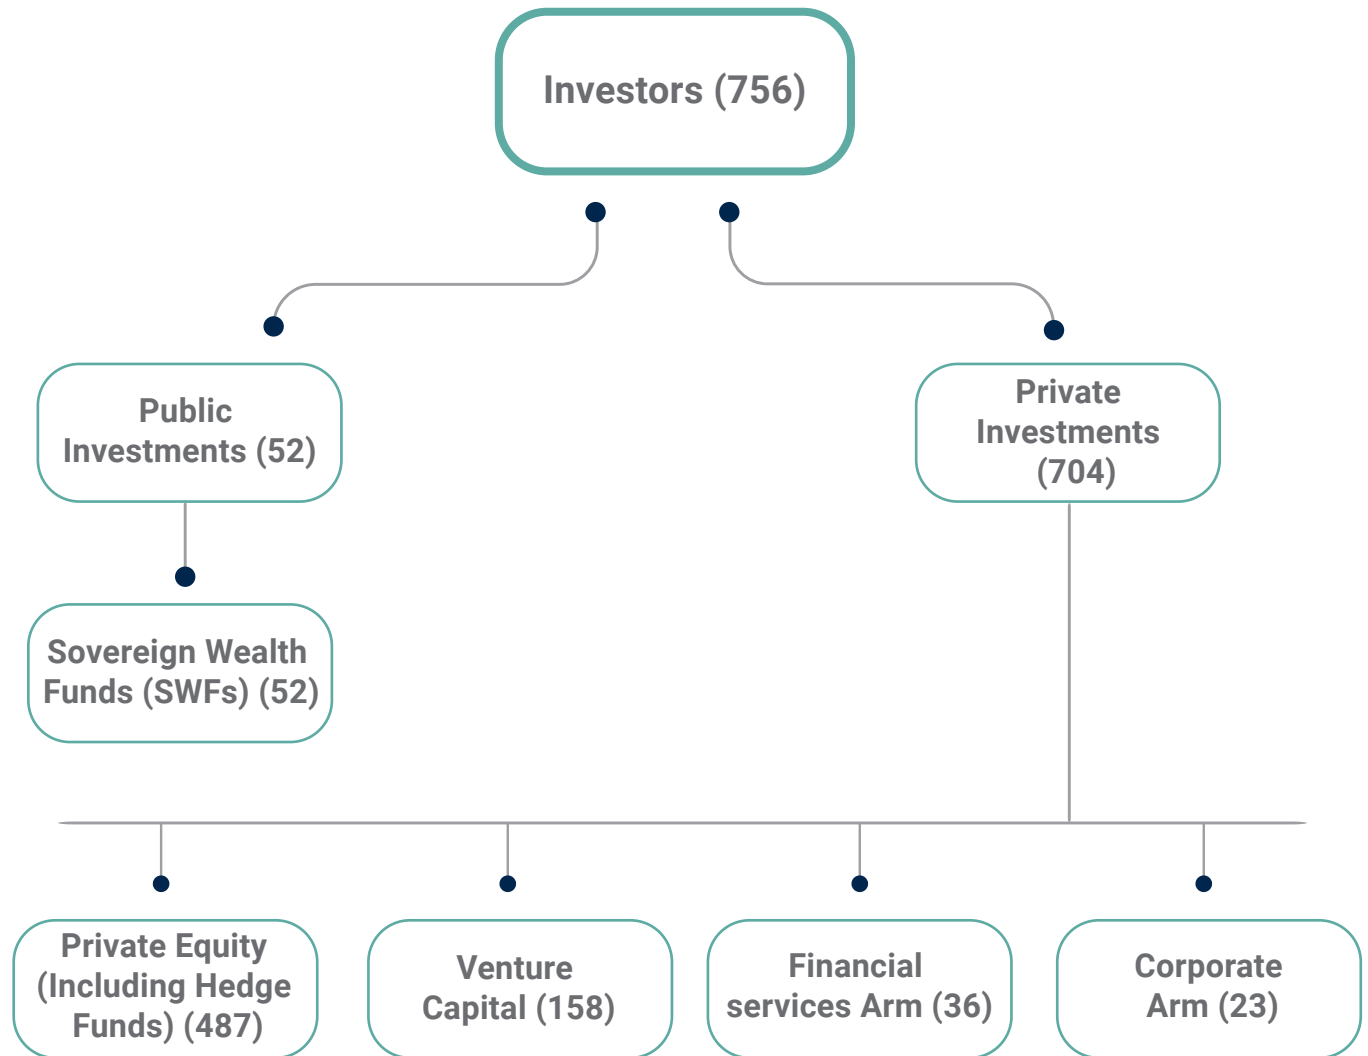 Investors (756)
Public
Investments (52)
Private
Investments
(704)
Sovereign Wealth
Funds (SWFs) (52)
Private Equity
(Including Hedge
Funds) (487)
Venture
Capital (158)
Financial
services Arm (36)
Corporate
Arm (23)